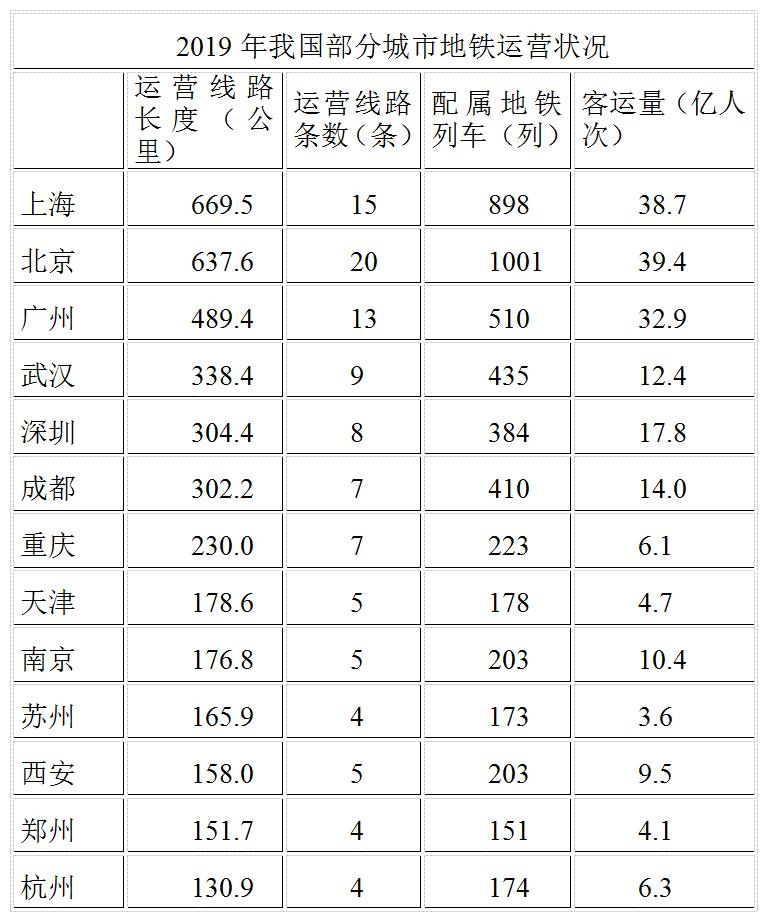 2019 年我国部分城市地铁运营状况
运营线路长度（公里） 运营线路条数（条） 配属地铁列车（列） 客运量（亿人次）
上海 669.5 15 898 38.7
北京 637.6 20 1001 39.4
广州 489.4 13 510 32.9
武汉 338.4 9 435 12.4
深圳 304.4 8 384 17.8
成都 302.2 7 410 14.0
重庆 230.0 7 223 6.1
天津 178.6 5 178 4.7
南京 176.8 5 203 10.4
苏州 165.9 4 173 3.6
西安 158.0 5 203 9.5
郑州 151.7 4 151 4.1
杭州 130.9 4 174 6.3